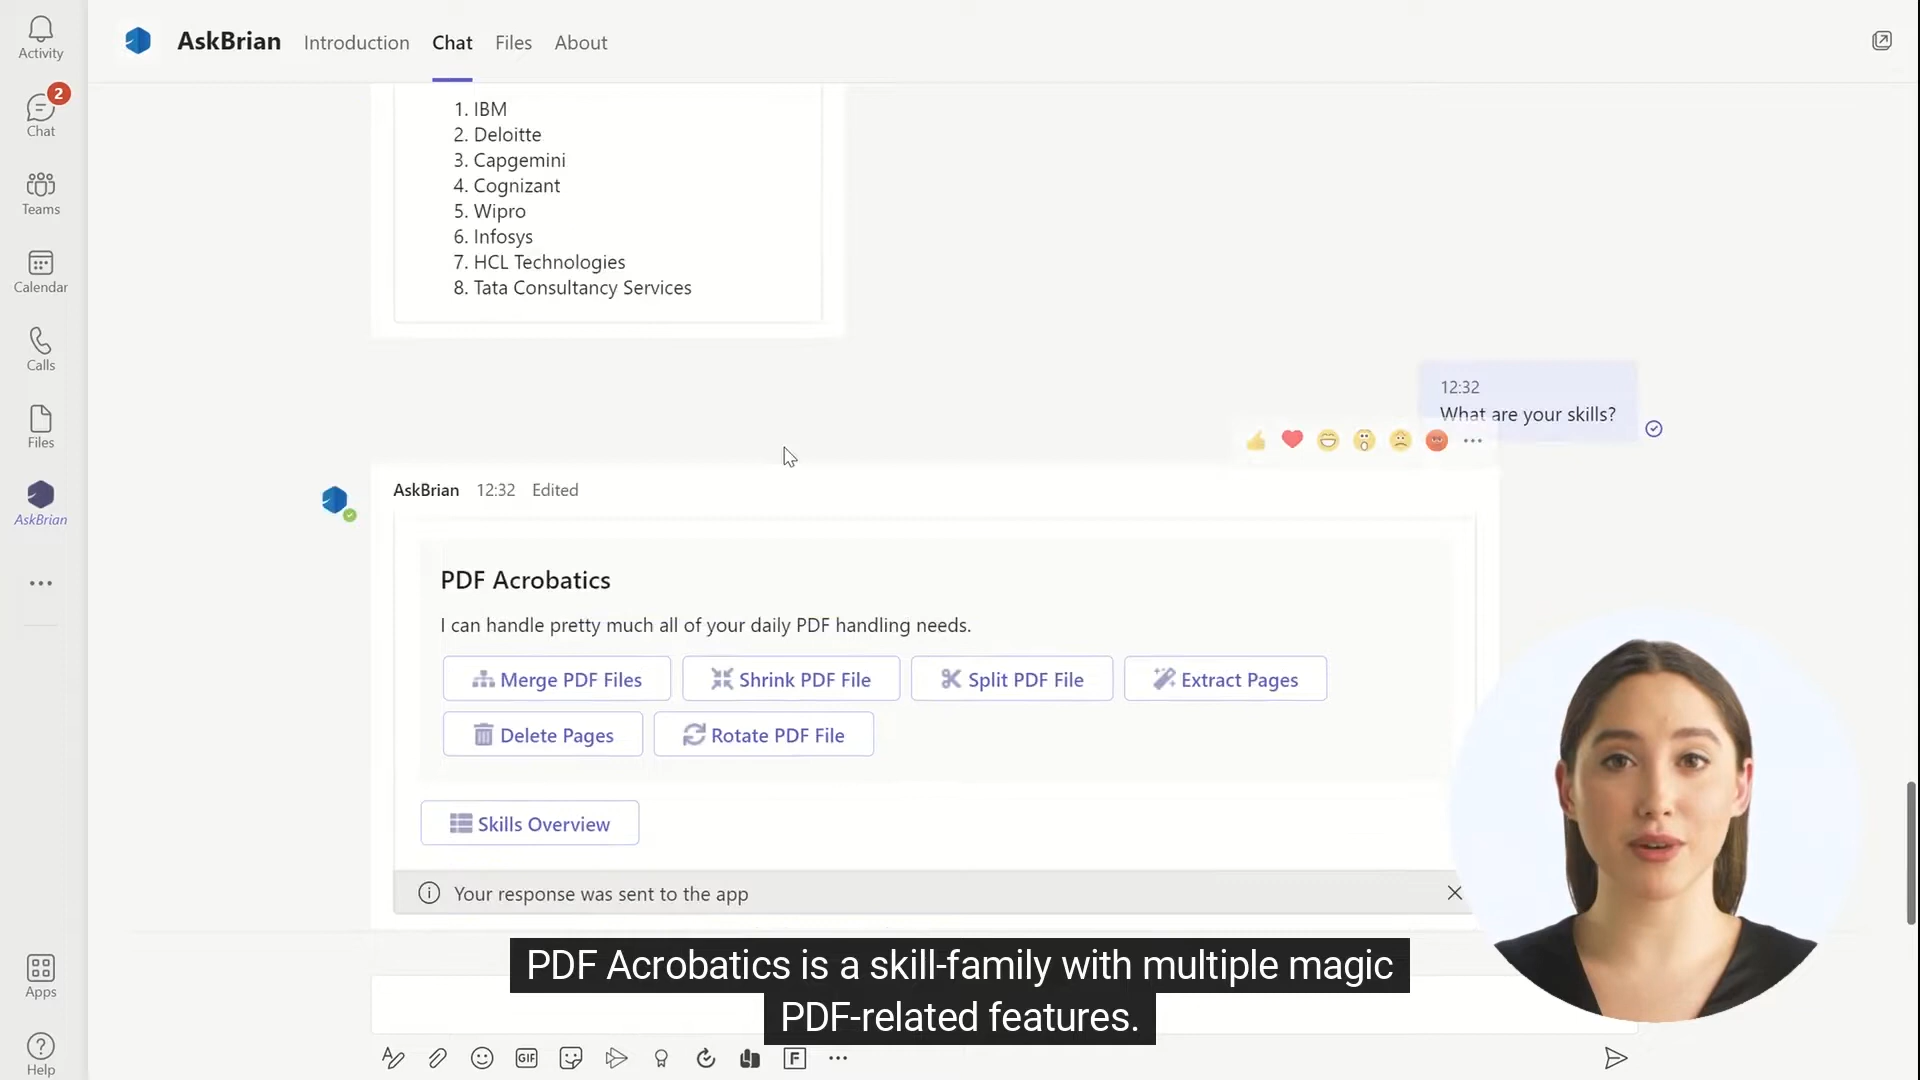 Activity
AskBrian
Introduction
Chat
Files
About
2
Chat
Teams
Calendar
Calls
Files
AskBrian
Apps
Help
1. IBM
2. Deloitte
3. Capgemini
4. Cognizant
5. Wipro
6. Infosys
7. HCL Technologies
8. Tata Consultancy Services
12:32
What are your skills?
AskBrian 12:32 Edited
PDF Acrobatics
I can handle pretty much all of your daily PDF handling needs.
Merge PDF Files
Shrink PDF File
Split PDF File
Extract Pages
Delete Pages
Rotate PDF File
Skills Overview
Your response was sent to the app
PDF Acrobatics is a skill-family with multiple magic
PDF-related features.
GIF
F